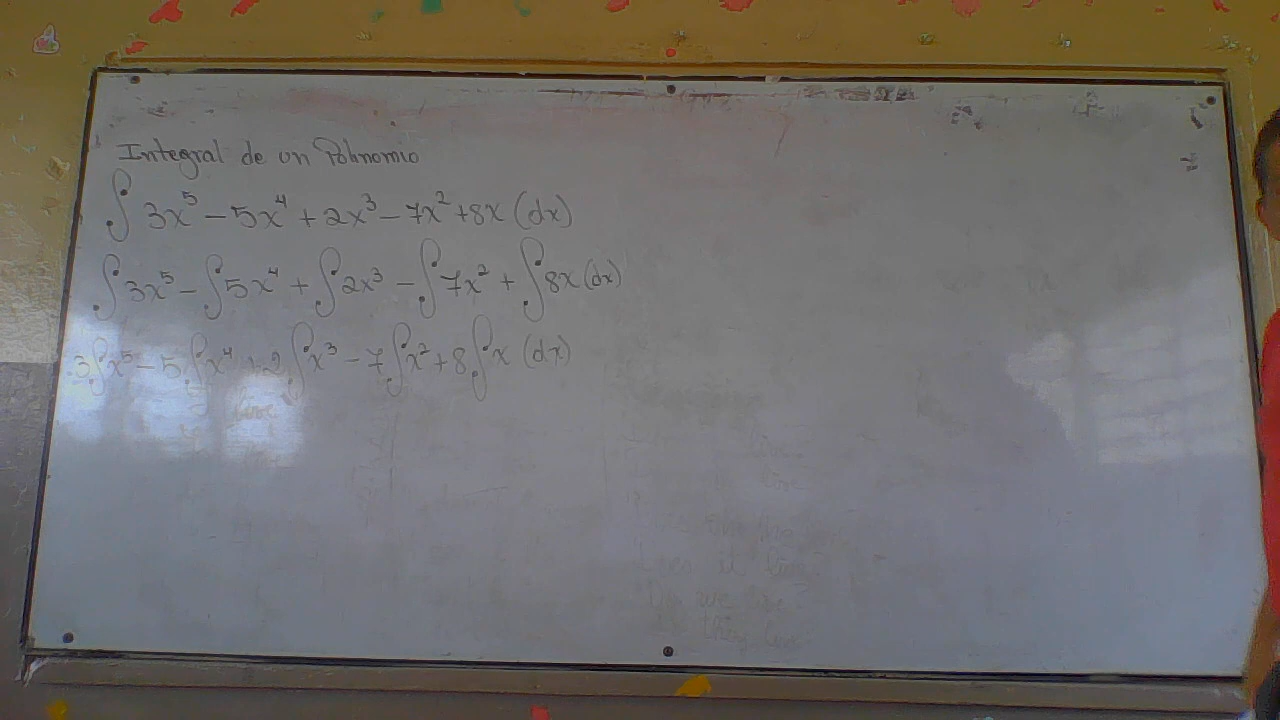 Integral de un Polinomio
∫ 3x⁵ - 5x⁴ + 2x³ - 7x² + 8x (dx)
∫ 3x⁵ - ∫ 5x⁴ + ∫ 2x³ - ∫ 7x² + ∫ 8x (dx)
3∫x⁵ - 5∫x⁴ + 2∫x³ - 7∫x² + 8∫x (dx)